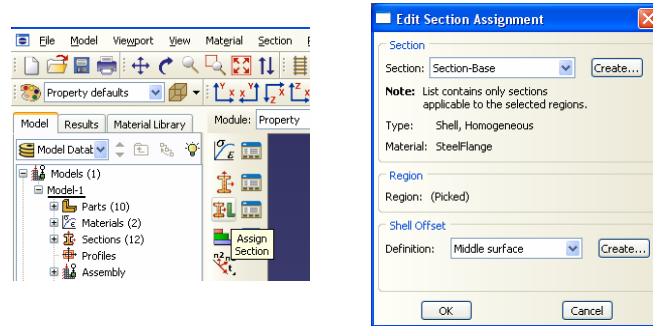 File Model Viewport View Material Section
Property defaults
Model Results Material Library Module: Property
Model Datab
Models (1)
Model-1
Parts (10)
Materials (2)
Sections (12)
Profiles
Assembly
Assign
Section
Edit Section Assignment
Section
Section: Section-Base Create...
Note: List contains only sections
applicable to the selected regions.
Type: Shell, Homogeneous
Material: SteelFlange
Region
Region: (Picked)
Shell Offset
Definition: Middle surface Create...
OK Cancel